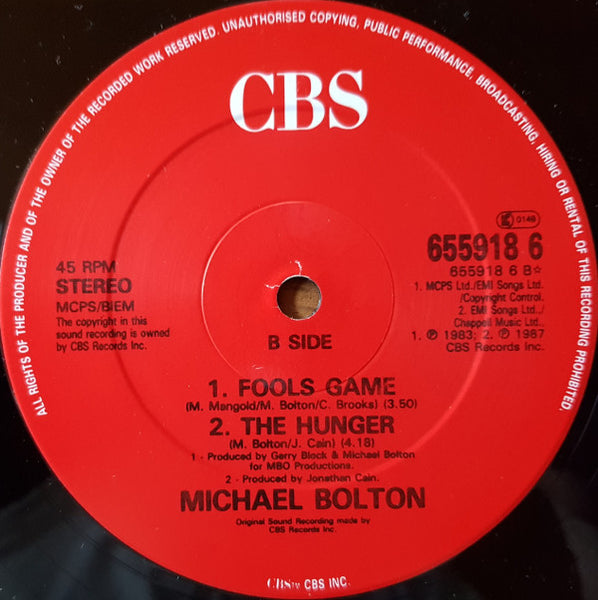 ALL RIGHTS OF THE PRODUCER AND OF THE OWNER OF THE RECORDED WORK RESERVED. UNAUTHORISED COPYING, PUBLIC PERFORMANCE, BROADCASTING, HIRING OR RENTAL OF THIS RECORDING PROHIBITED.
CBS
45 RPM
STEREO
MCPS/BIEM
The copyright in this
sound recording is owned
by CBS Records Inc.
0149
655918 6
655918 6 B☆
1. MCPS Ltd./EMI Songs Ltd.
/Copyright Control.
2. EMI Songs Ltd./
Chappell Music Ltd.
1. ℗ 1983; 2. ℗ 1987
CBS Records Inc.
B SIDE
1. FOOLS GAME
(M. Mangold/M. Bolton/C. Brooks) (3.50)
2. THE HUNGER
(M. Bolton/J. Cain) (4.18)
1 - Produced by Gerry Block & Michael Bolton
for MBO Productions.
2 - Produced by Jonathan Cain.
MICHAEL BOLTON
Original Sound Recording made by
CBS Records Inc.
CBS™ CBS INC.